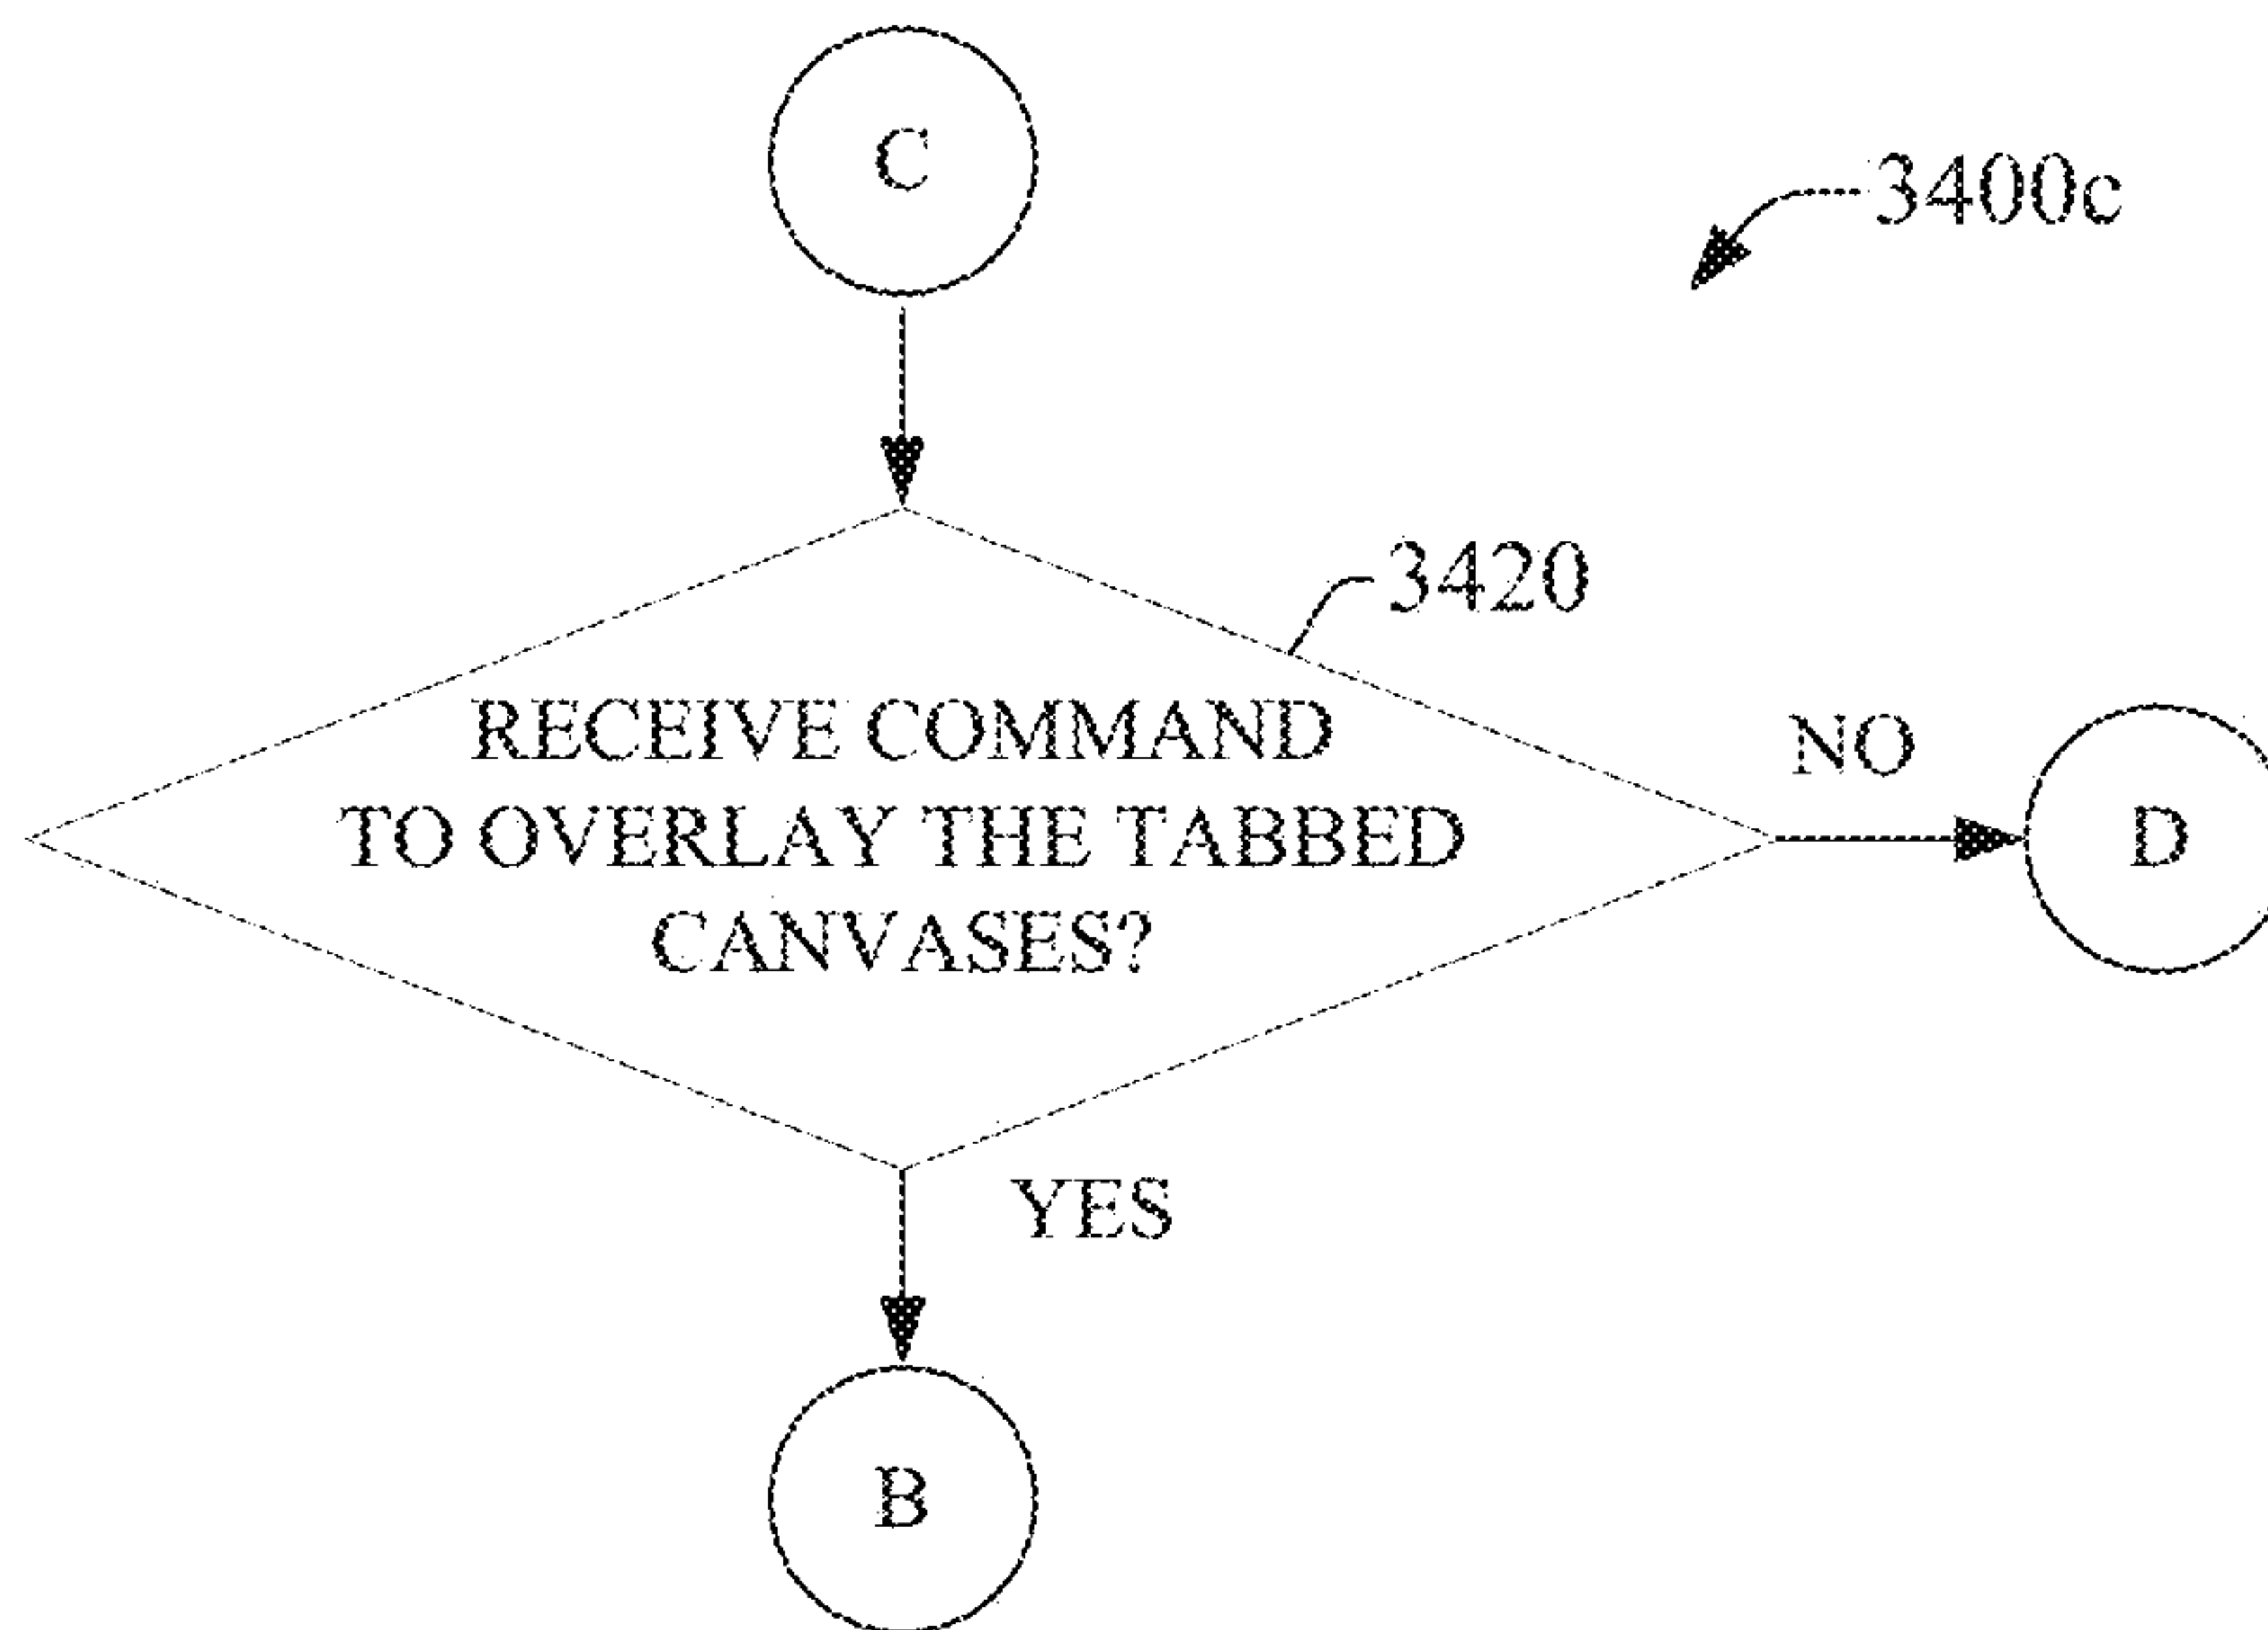 C
3400c
3420
RECEIVE COMMAND
TO OVERLAY THE TABBED
CANVASES?
NO
D
YES
B